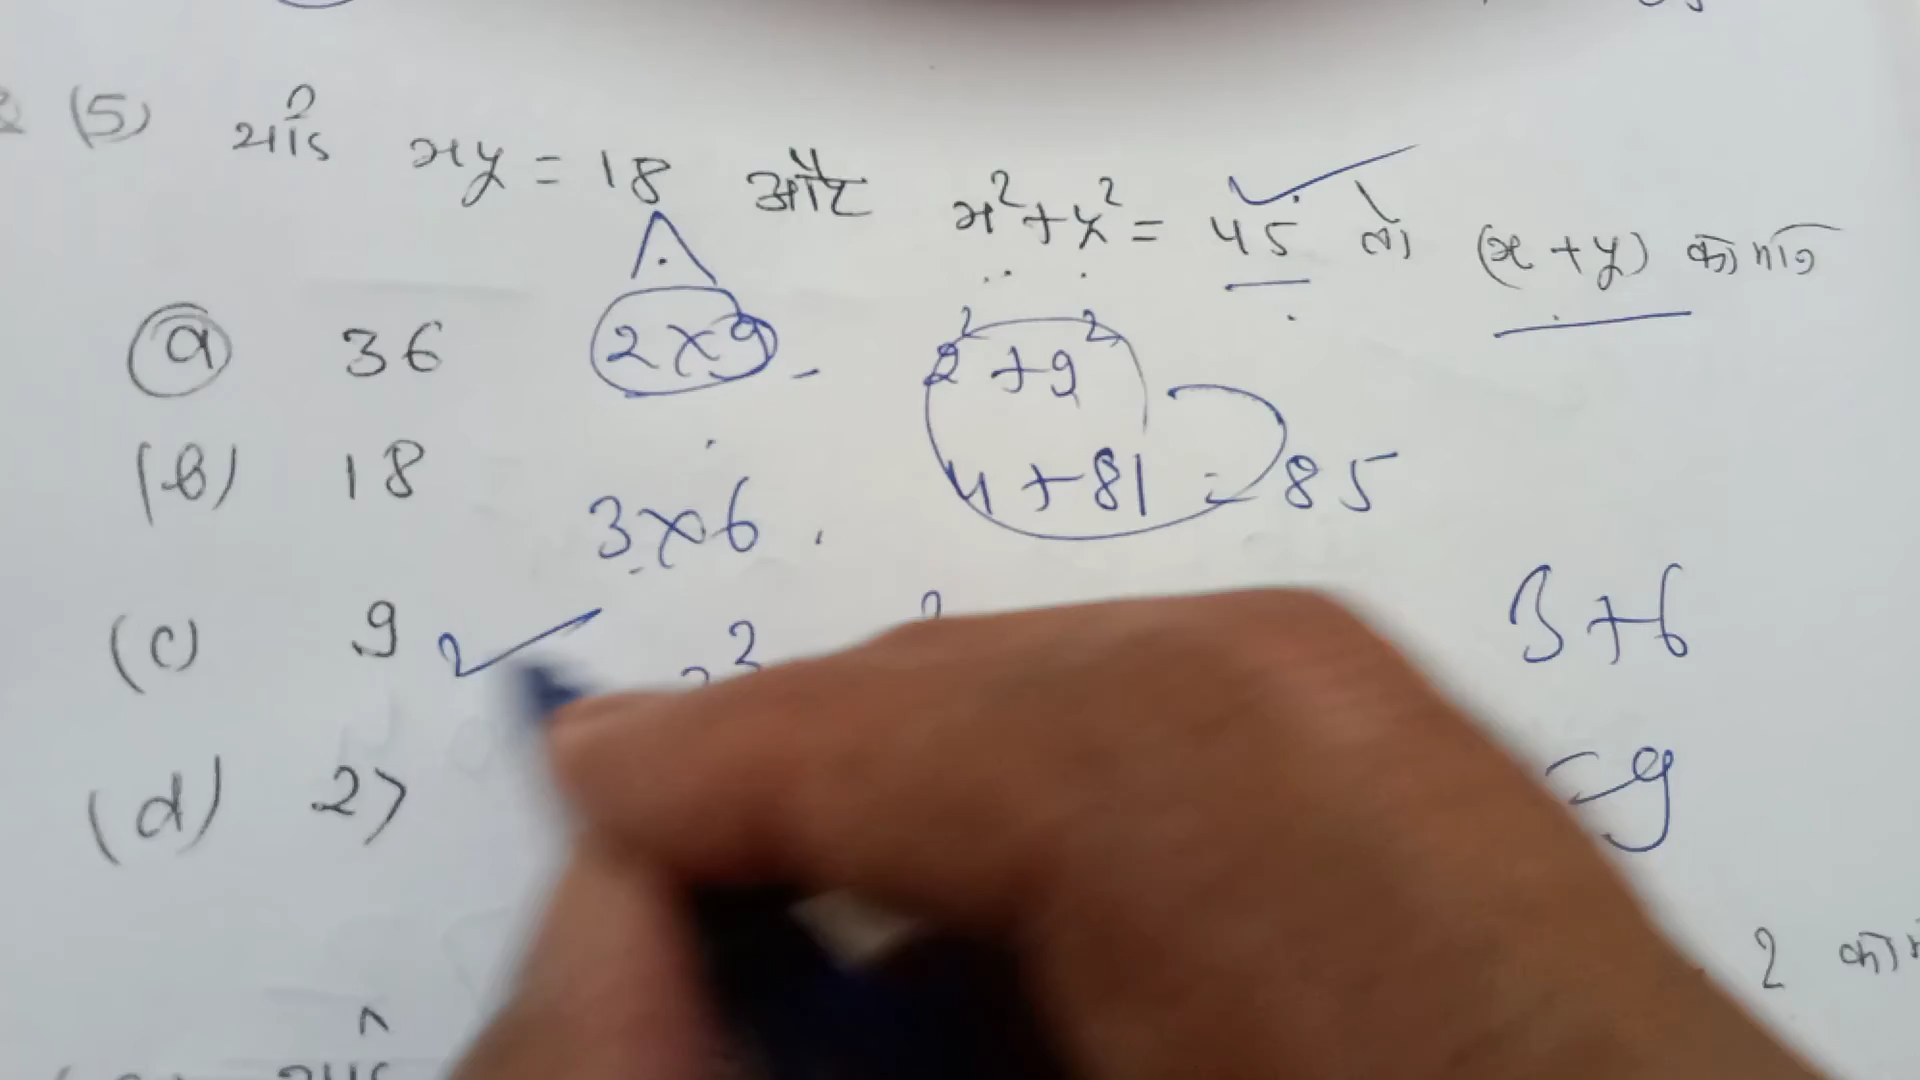 (5) यदि xy = 18 और x²+y² = 45 तो (x+y) का मान
(a) 36 2×9 2²+9²
(b) 18 3×6 4+81 = 85
(c) 9 3+6
(d) 27 =9
2 का